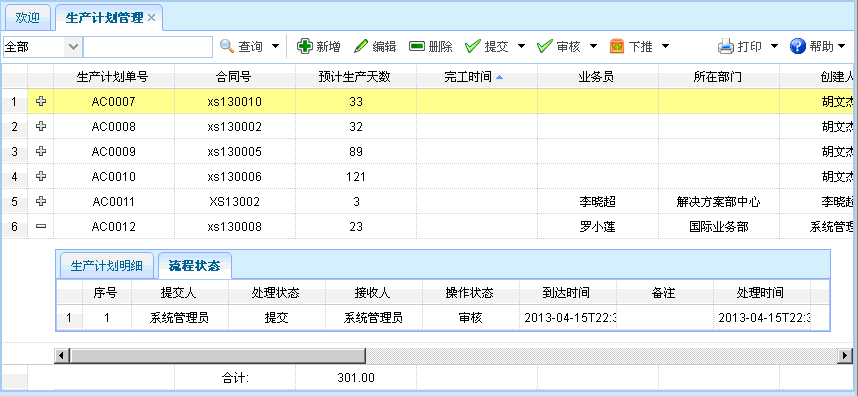 欢迎 生产计划管理
全部 查询 新增 编辑 删除 提交 审核 下推 打印 帮助
生产计划单号 合同号 预计生产天数 完工时间 业务员 所在部门 创建人
1 AC0007 xs130010 33 胡文杰
2 AC0008 xs130002 32 胡文杰
3 AC0009 xs130005 89 胡文杰
4 AC0010 xs130006 121 胡文杰
5 AC0011 XS13002 3 李晓超 解决方案部中心 李晓超
6 AC0012 xs130008 23 罗小莲 国际业务部 系统管理
生产计划明细 流程状态
序号 提交人 处理状态 接收人 操作状态 到达时间 备注 处理时间
1 1 系统管理员 提交 系统管理员 审核 2013-04-15T22:3 2013-04-15T22:3
合计: 301.00